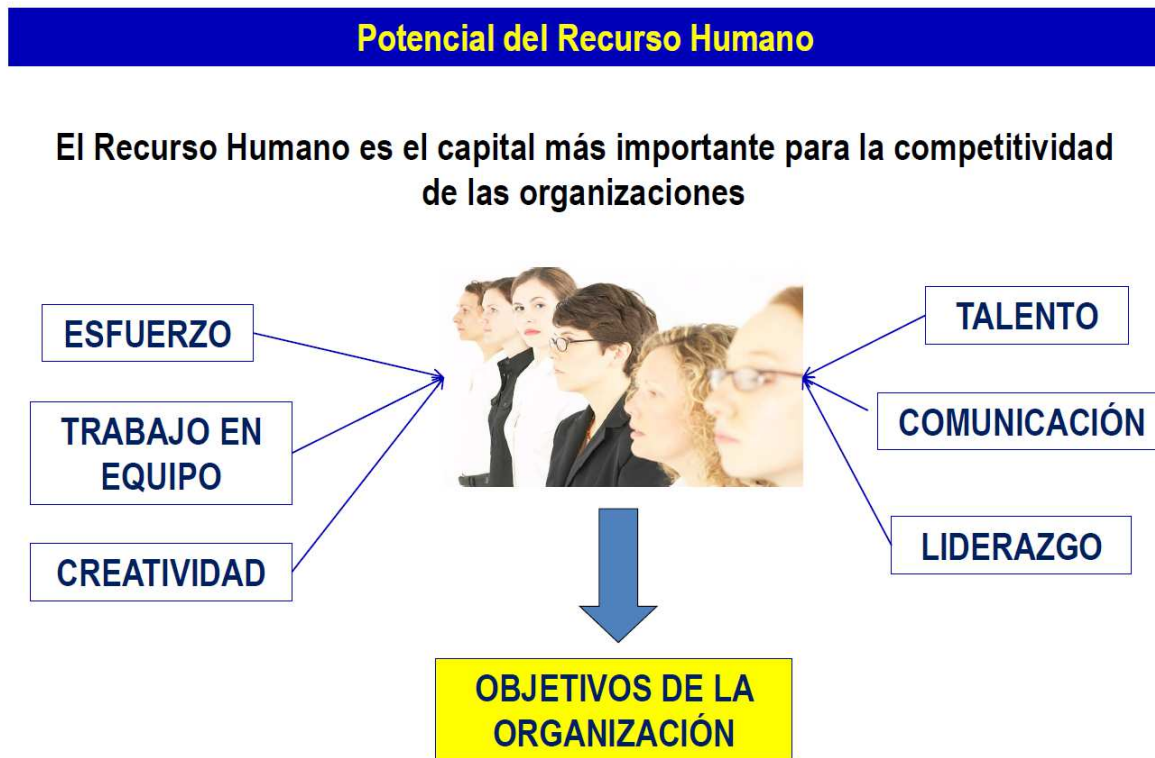 Potencial del Recurso Humano
El Recurso Humano es el capital más importante para la competitividad
de las organizaciones
ESFUERZO
TRABAJO EN
EQUIPO
CREATIVIDAD
TALENTO
COMUNICACIÓN
LIDERAZGO
OBJETIVOS DE LA
ORGANIZACIÓN